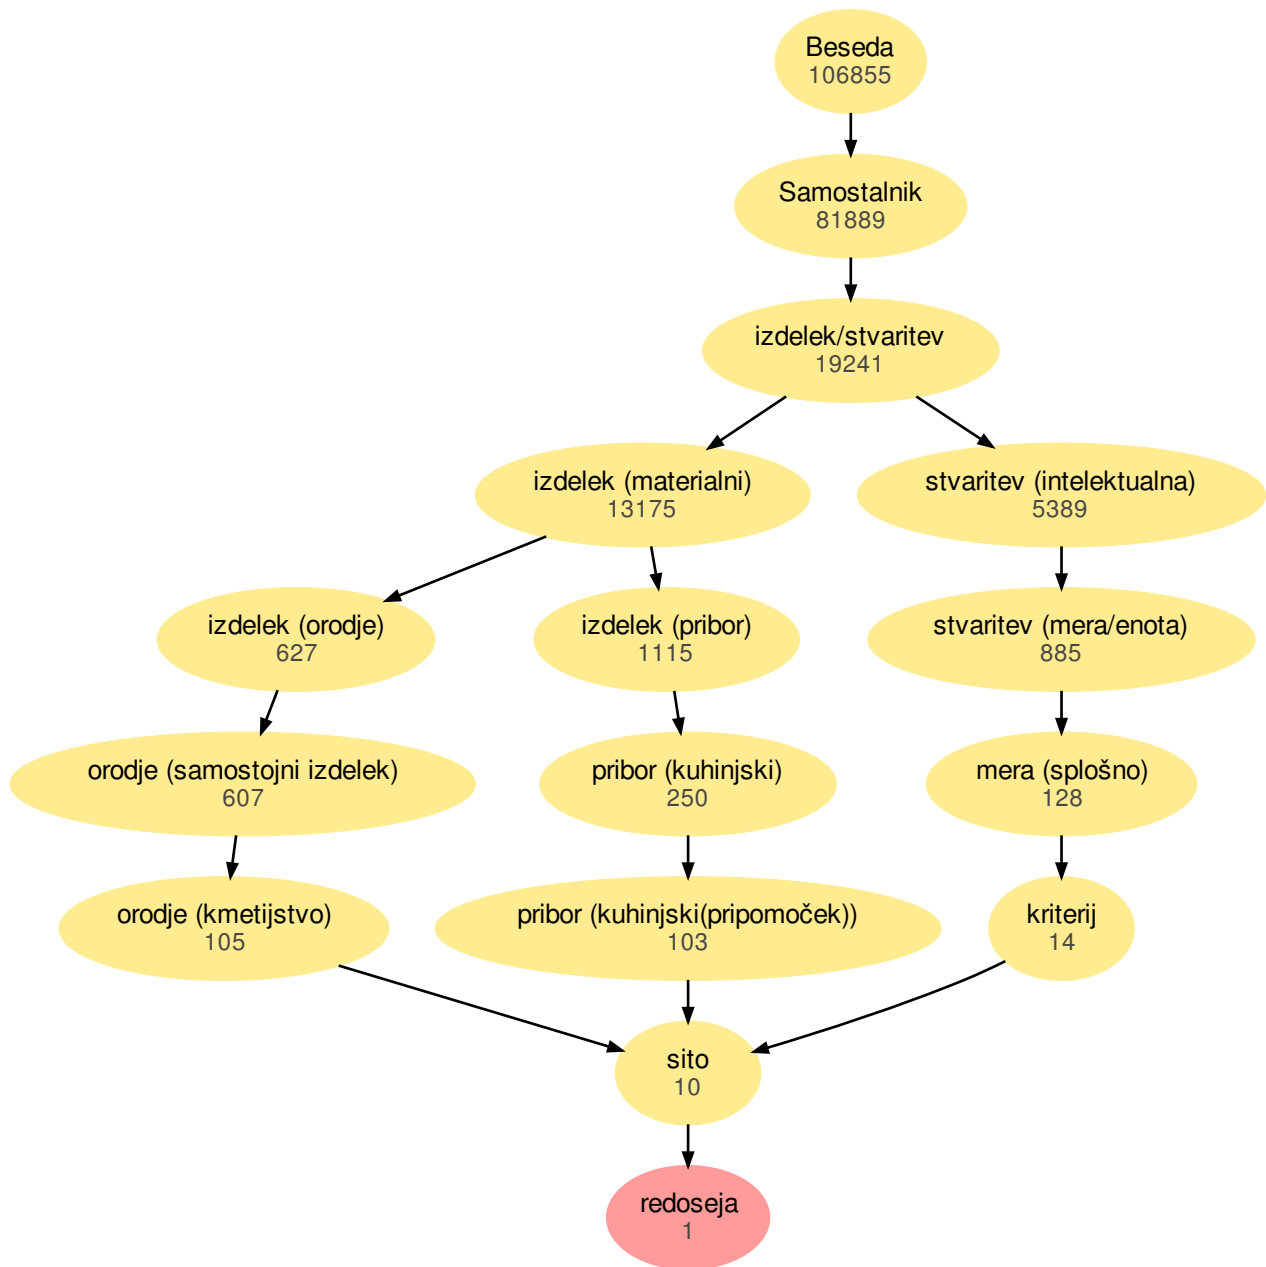 Beseda
106855
Samostalnik
81889
izdelek/stvaritev
19241
izdelek (materialni)
13175
stvaritev (intelektualna)
5389
izdelek (orodje)
627
izdelek (pribor)
1115
stvaritev (mera/enota)
885
orodje (samostojni izdelek)
607
pribor (kuhinjski)
250
mera (splošno)
128
orodje (kmetijstvo)
105
pribor (kuhinjski(pripomoček))
103
kriterij
14
sito
10
redoseja
1